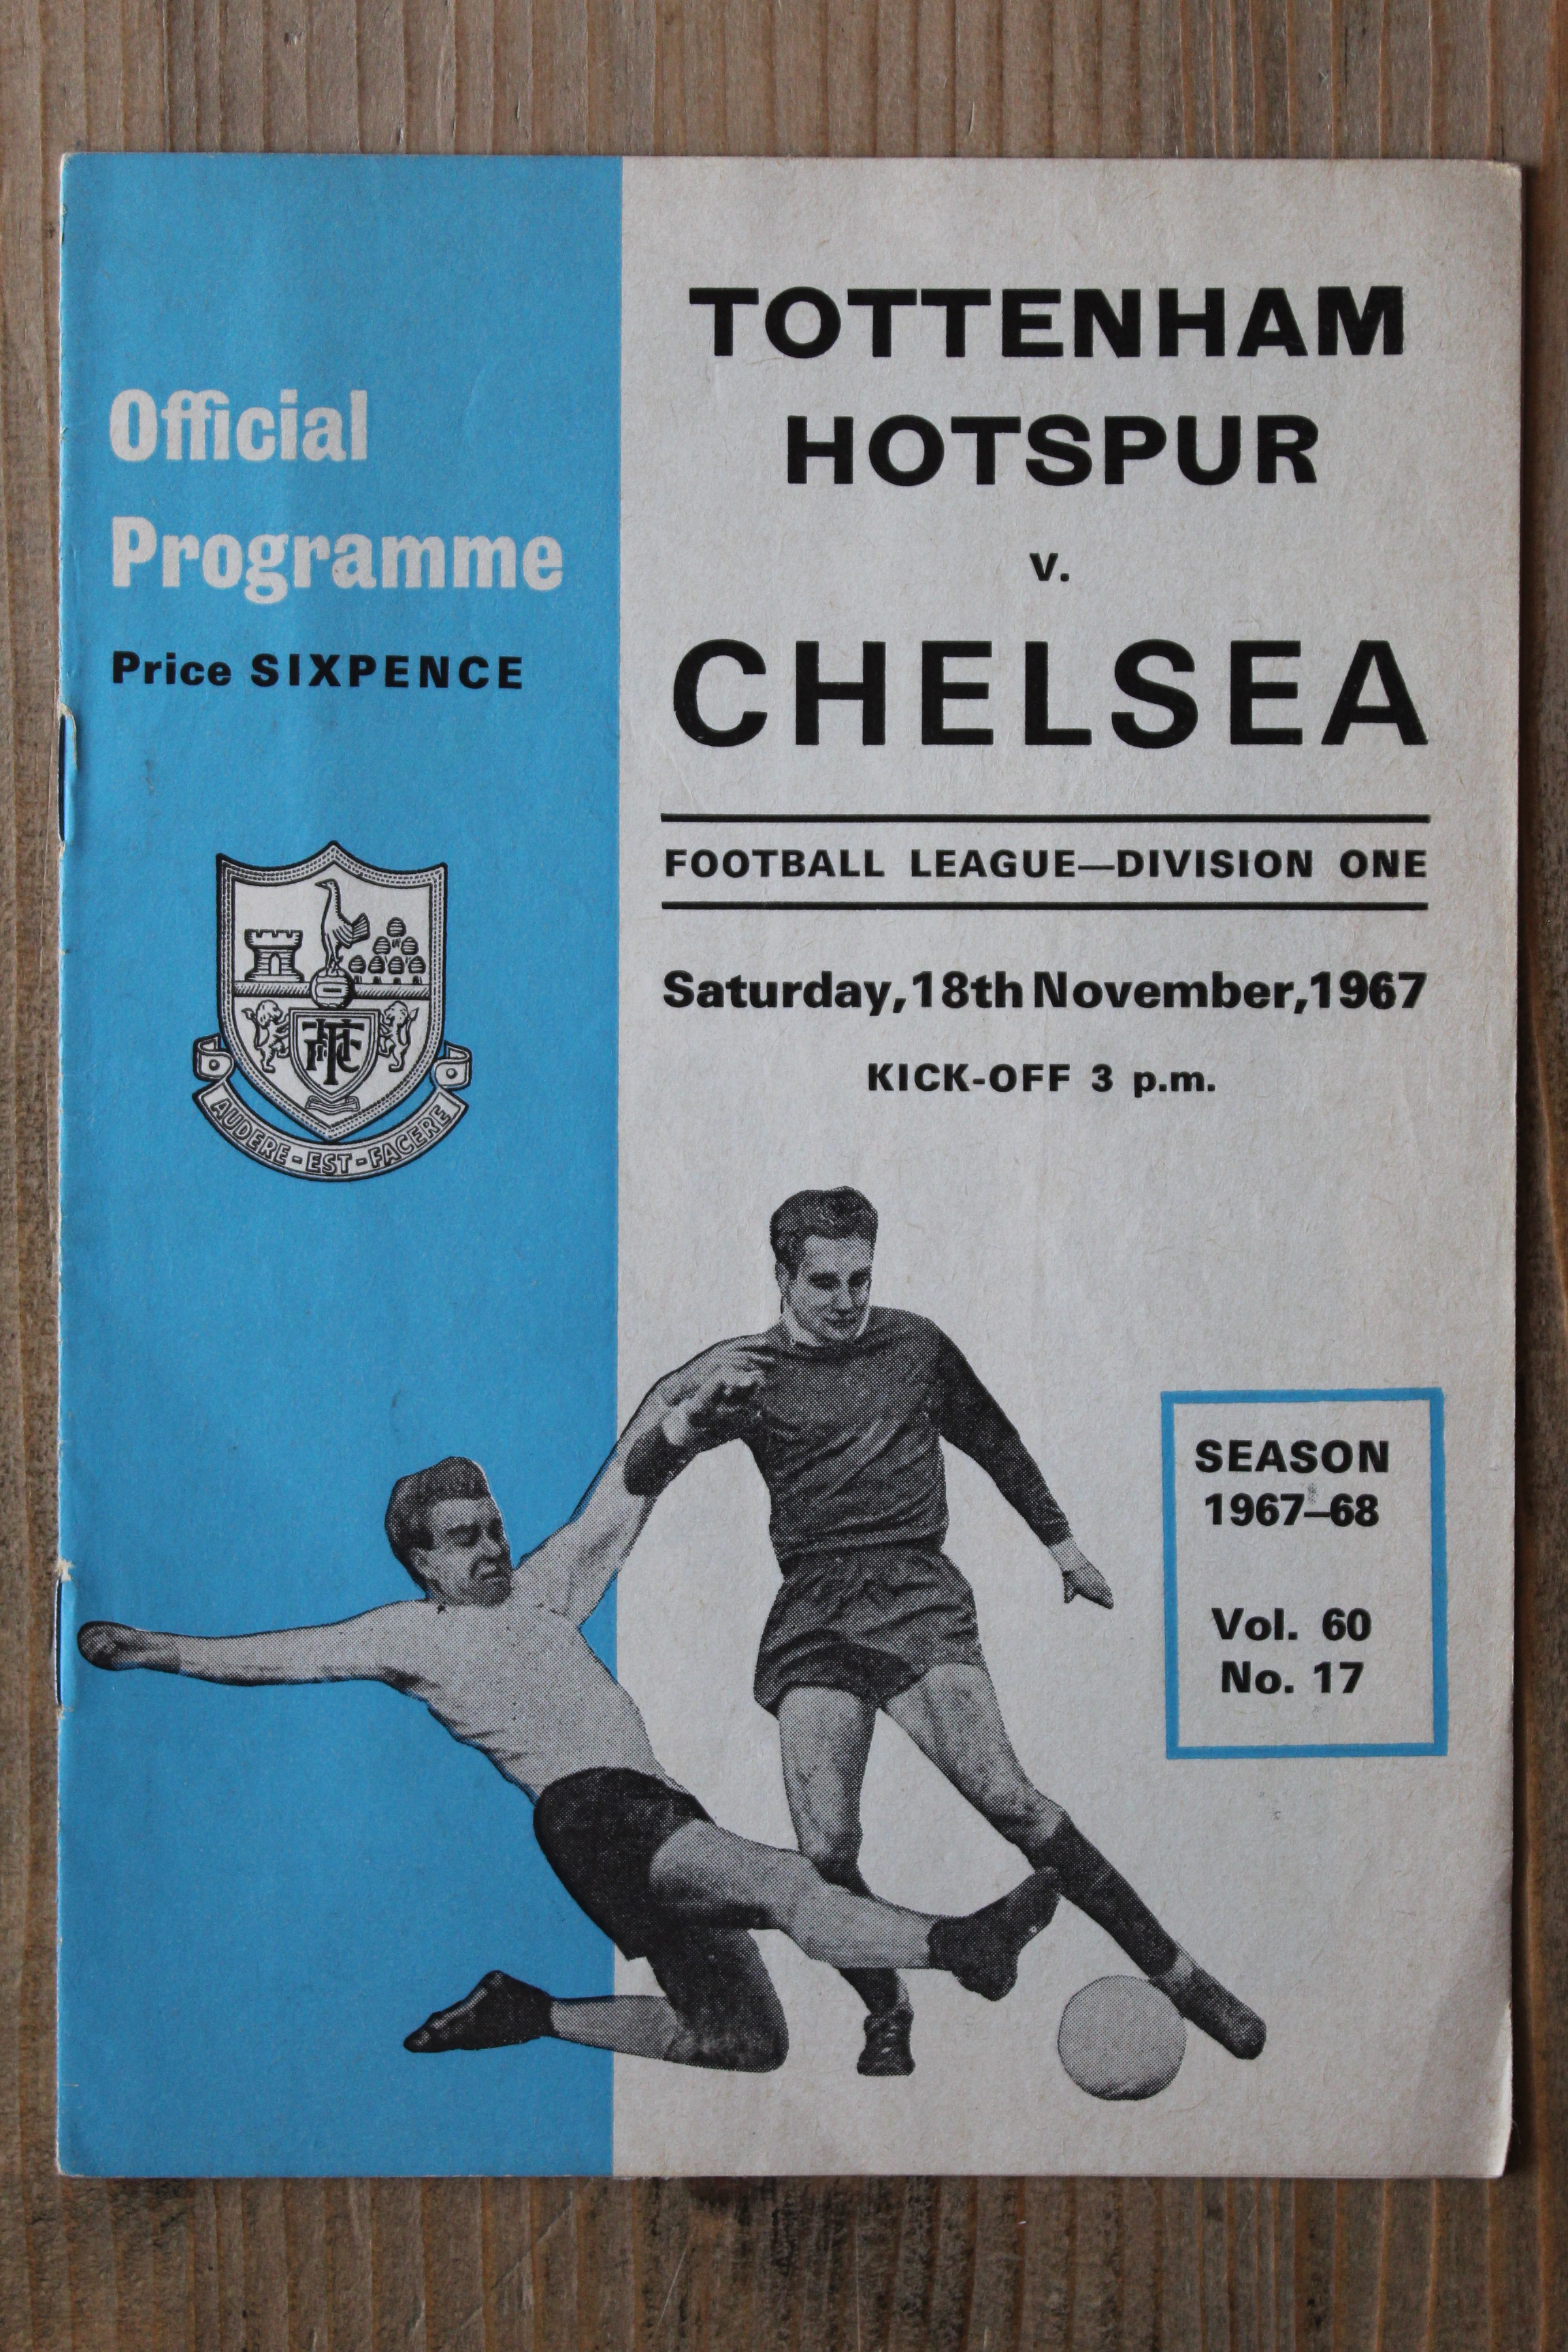 Official
Programme
Price SIXPENCE
AUDERE-EST-FACERE
TOTTENHAM
HOTSPUR
v.
CHELSEA
FOOTBALL LEAGUE—DIVISION ONE
Saturday, 18th November, 1967
KICK-OFF 3 p.m.
SEASON
1967–68
Vol. 60
No. 17